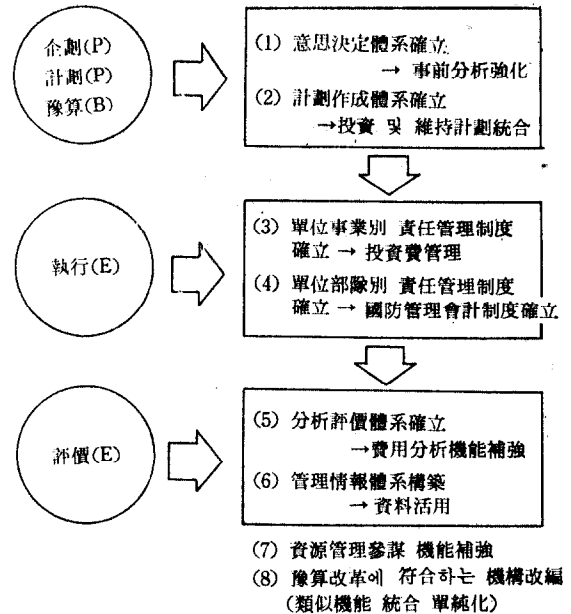 企劃(P)
計劃(P)
豫算(B)
(1) 意思決定體系確立
→ 事前分析強化
(2) 計劃作成體系確立
→投資 및 維持計劃統合
執行(E)
(3) 單位事業別 責任管理制度
確立 → 投資費管理
(4) 單位部隊別 責任管理制度
確立 → 國防管理會計制度確立
評價(E)
(5) 分析評價體系確立
→費用分析機能補強
(6) 管理情報體系構築
→ 資料活用
(7) 資源管理參謀 機能補強
(8) 豫算改革에 符合하는 機構改編
(類似機能 統合 單純化)